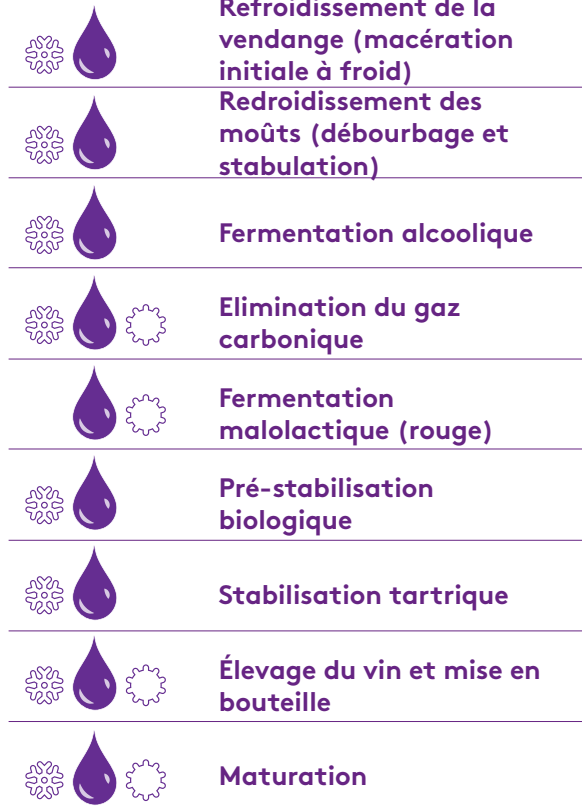 Refroidissement de la
vendange (macération
initiale à froid)
Redroidissement des
moûts (débourbage et
stabulation)
Fermentation alcoolique
Elimination du gaz
carbonique
Fermentation
malolactique (rouge)
Pré-stabilisation
biologique
Stabilisation tartrique
Élevage du vin et mise en
bouteille
Maturation